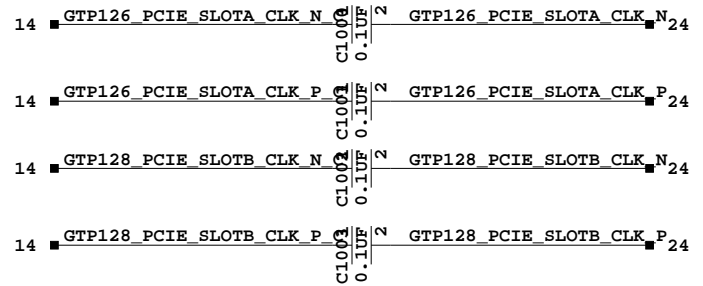 14 GTP126_PCIE_SLOTA_CLK_N_C C1000 0.1UF 2 GTP126_PCIE_SLOTA_CLK_N 24
14 GTP126_PCIE_SLOTA_CLK_P_C C1001 0.1UF 2 GTP126_PCIE_SLOTA_CLK_P 24
14 GTP128_PCIE_SLOTB_CLK_N_C C1002 0.1UF 2 GTP128_PCIE_SLOTB_CLK_N 24
14 GTP128_PCIE_SLOTB_CLK_P_C C1003 0.1UF 2 GTP128_PCIE_SLOTB_CLK_P 24